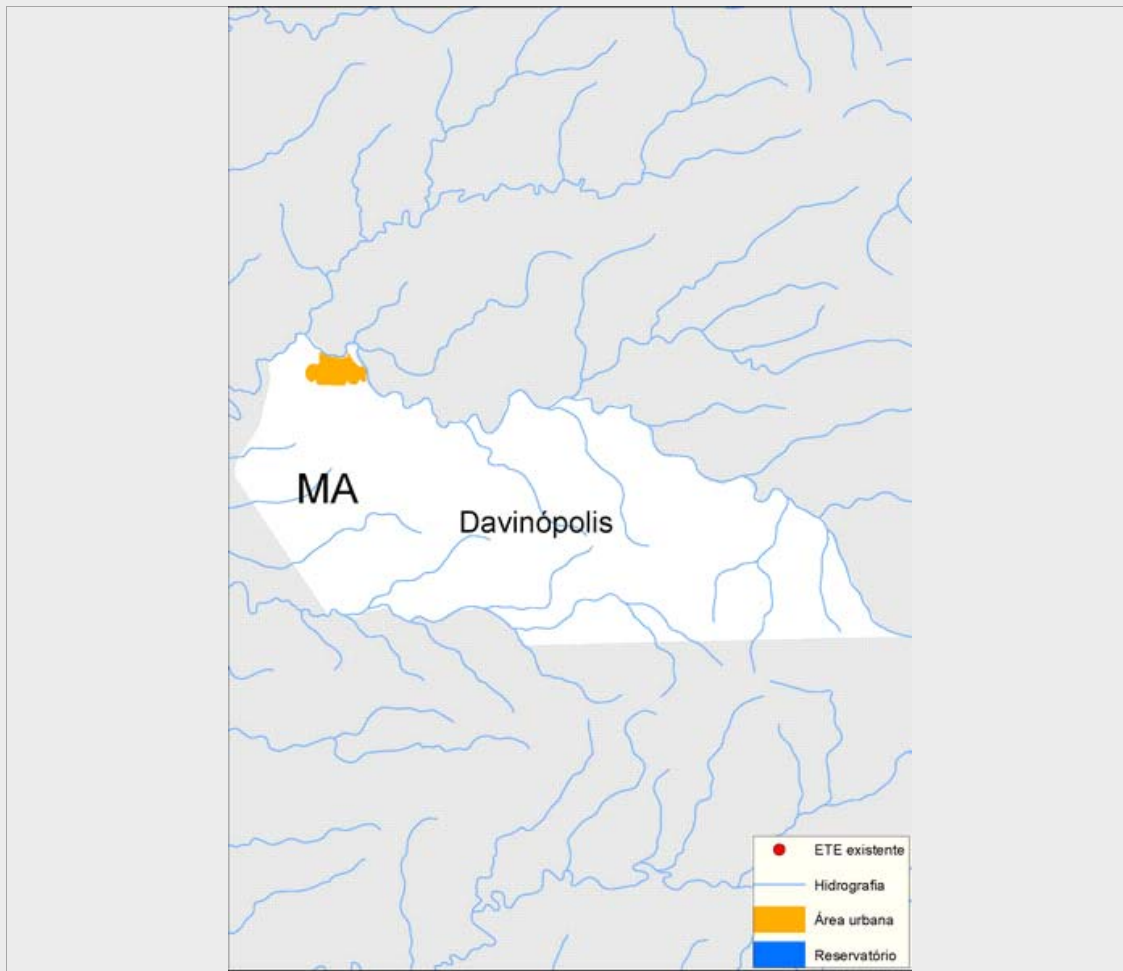 MA
Davinópolis
ETE existente
Hidrografia
Área urbana
Reservatório